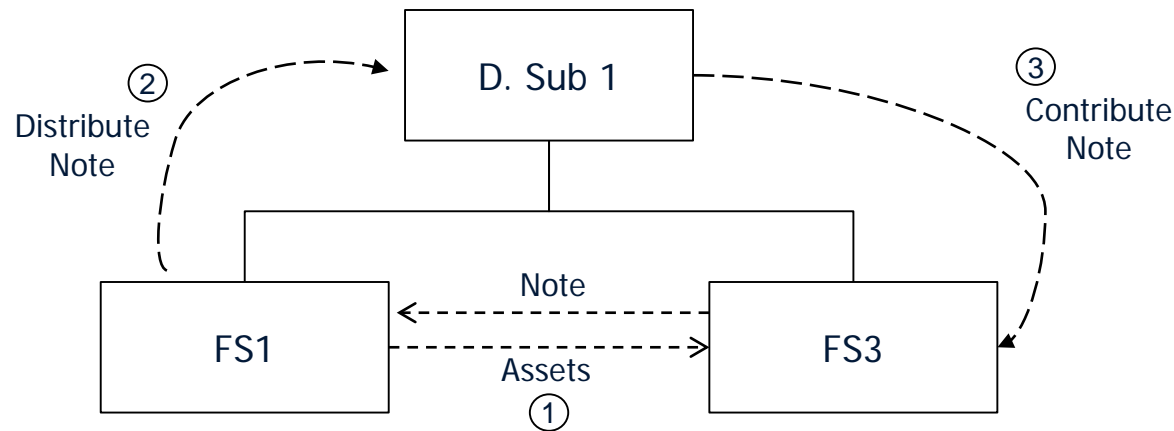 D. Sub 1
2
Distribute
Note
3
Contribute
Note
Note
FS1
FS3
Assets
1